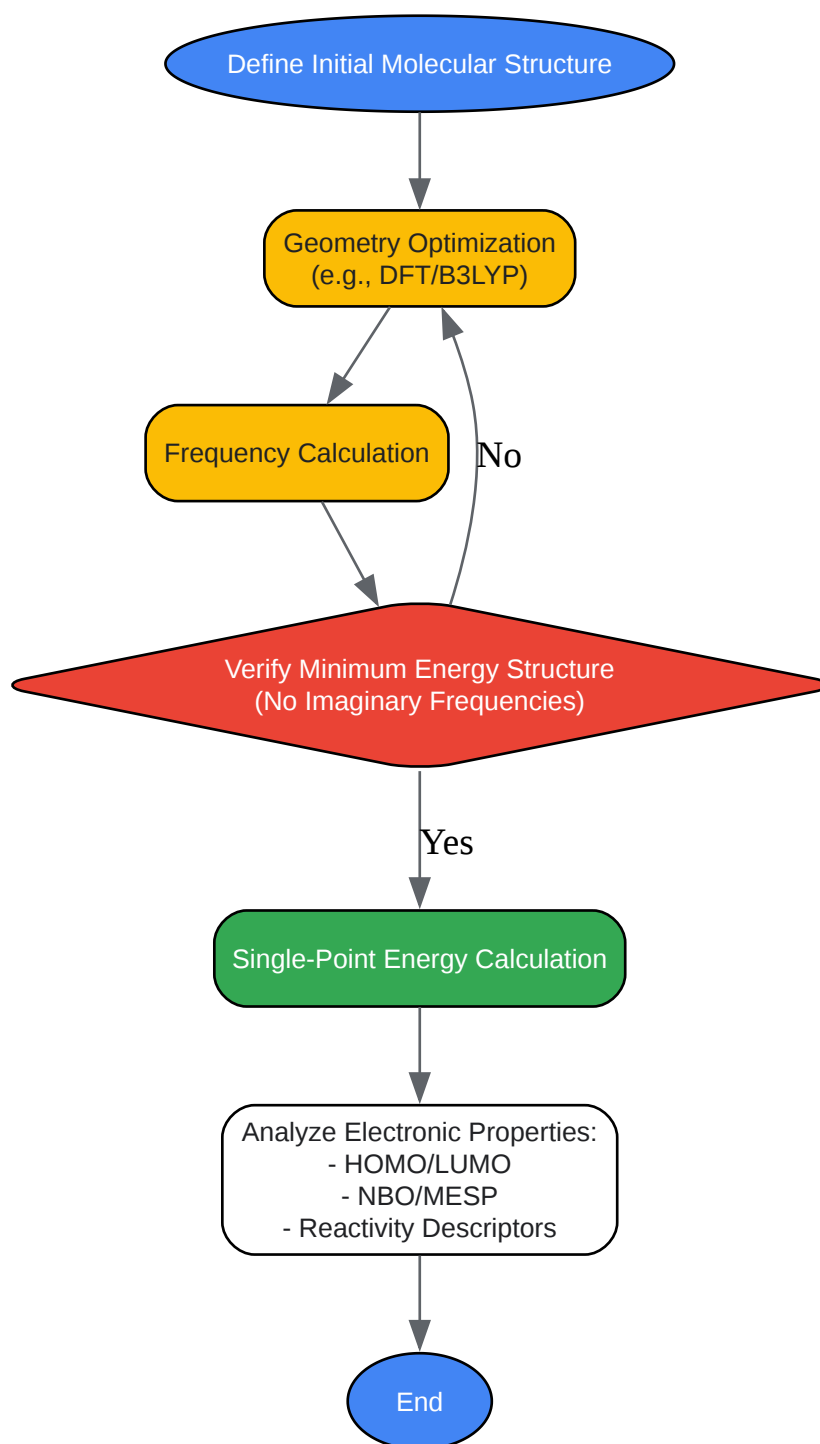 Define Initial Molecular Structure
Geometry Optimization
(e.g., DFT/B3LYP)
Frequency Calculation
No
Verify Minimum Energy Structure
(No Imaginary Frequencies)
Yes
Single-Point Energy Calculation
Analyze Electronic Properties:
- HOMO/LUMO
- NBO/MESP
- Reactivity Descriptors
End